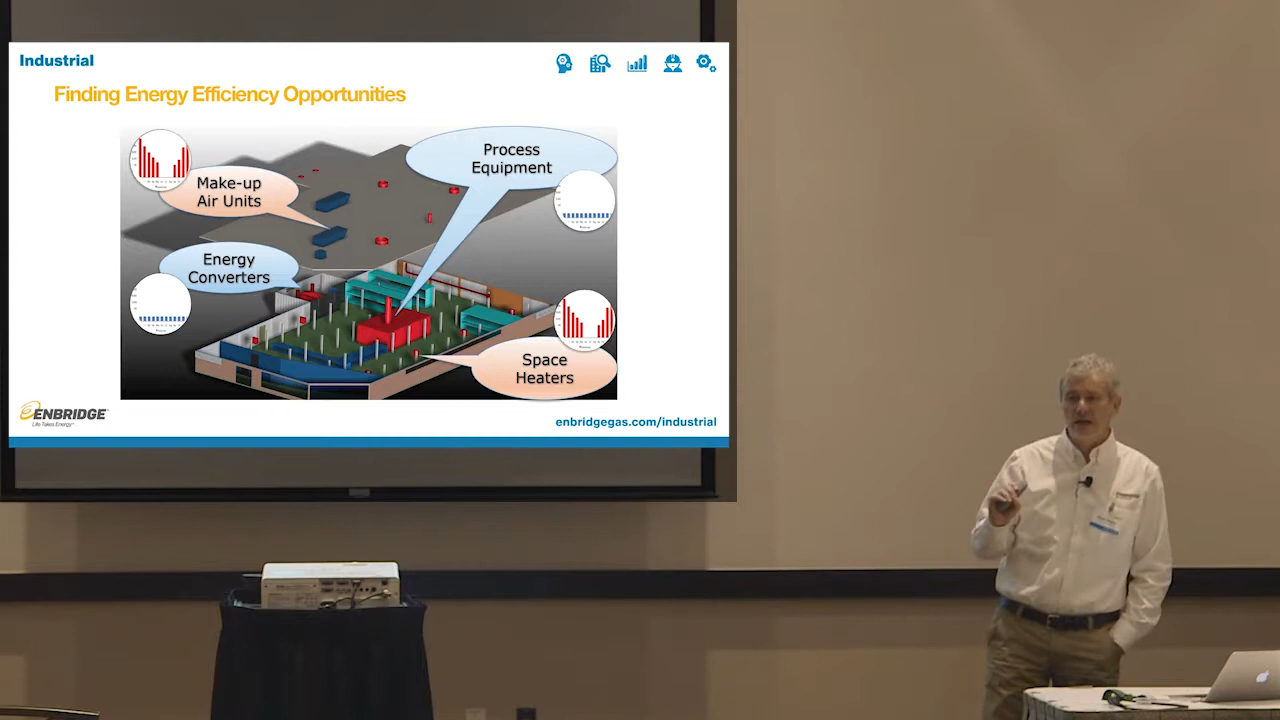 Industrial
Finding Energy Efficiency Opportunities
Process
Equipment
Make-up
Air Units
Energy
Converters
Space
Heaters
ENBRIDGE
Life Takes Energy™
enbridgegas.com/industrial